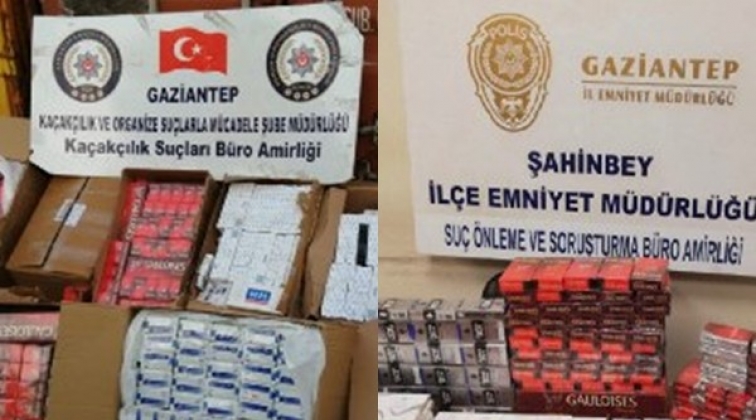 GAZİANTEP
KAÇAKÇILIK VE ORGANİZE SUÇLARLA MÜCADELE ŞUBE MÜDÜRLÜĞÜ
Kaçakçılık Suçları Büro Amirliği
GAULOISES
POLİS
GAZİANTEP
İL EMNİYET MÜDÜRLÜĞÜ
ŞAHİNBEY
İLÇE EMNİYET MÜDÜRLÜĞÜ
SUÇ ÖNLEME VE SORUŞTURMA BÜRO AMİRLİĞİ
GAULOISES